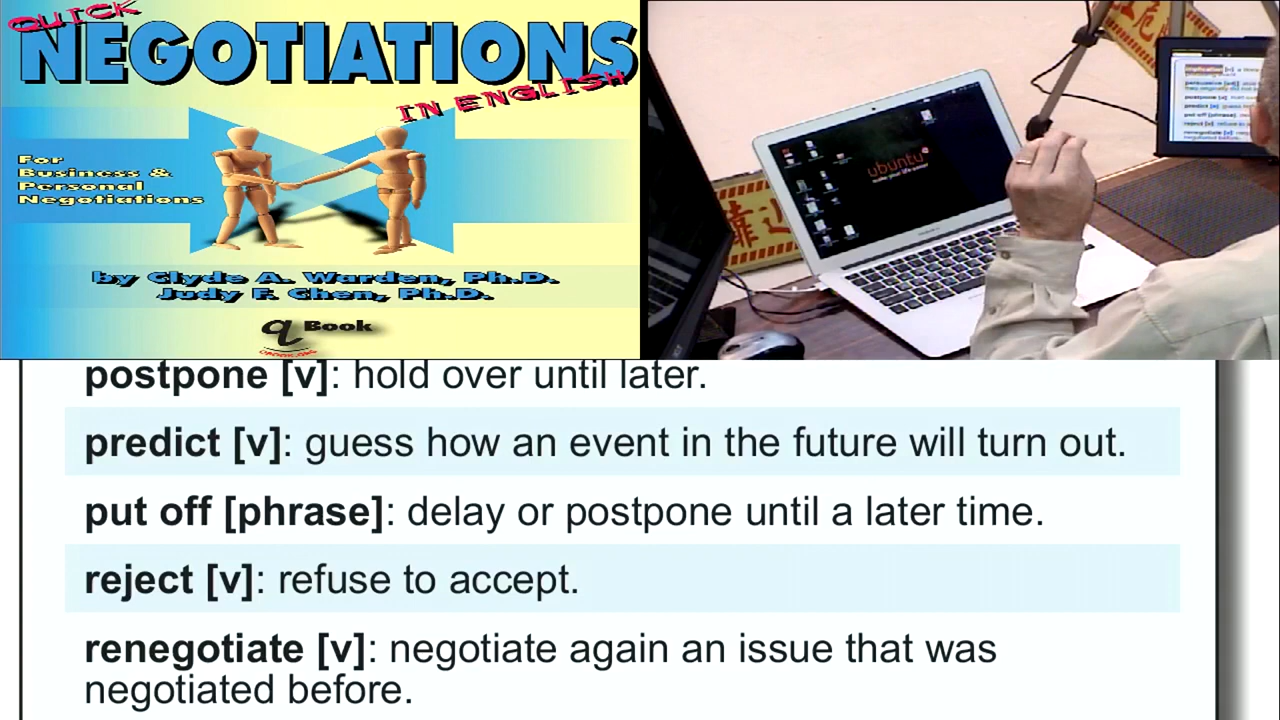 QUICK
NEGOTIATIONS
IN ENGLISH
For
Business &
Personal
Negotiations
by Clyde A. Warden, Ph.D.
Judy F. Chen, Ph.D.
q Book
ubuntu
postpone [v]: hold over until later.
predict [v]: guess how an event in the future will turn out.
put off [phrase]: delay or postpone until a later time.
reject [v]: refuse to accept.
renegotiate [v]: negotiate again an issue that was
negotiated before.